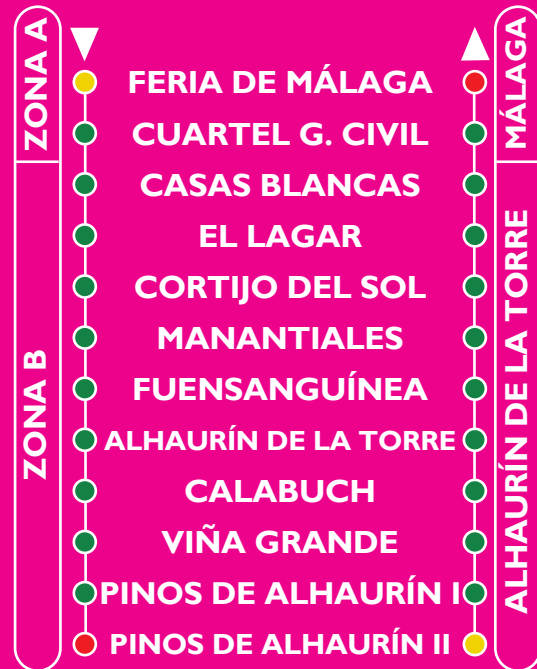 ZONA A
ZONA B
FERIA DE MÁLAGA
CUARTEL G. CIVIL
CASAS BLANCAS
EL LAGAR
CORTIJO DEL SOL
MANANTIALES
FUENSANGUÍNEA
ALHAURÍN DE LA TORRE
CALABUCH
VIÑA GRANDE
PINOS DE ALHAURÍN I
PINOS DE ALHAURÍN II
MÁLAGA
ALHAURÍN DE LA TORRE